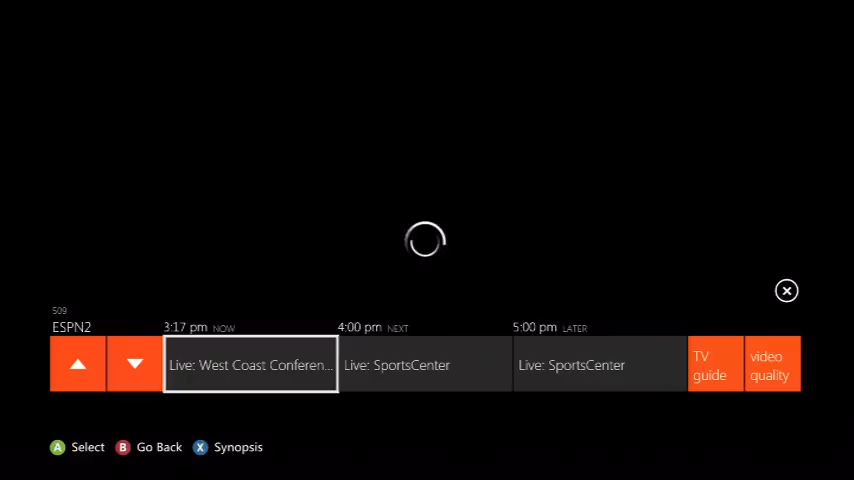 509
ESPN2
3:17 pm NOW
4:00 pm NEXT
5:00 pm LATER
Live: West Coast Conferen...
Live: SportsCenter
Live: SportsCenter
TV
guide
video
quality
A Select B Go Back X Synopsis